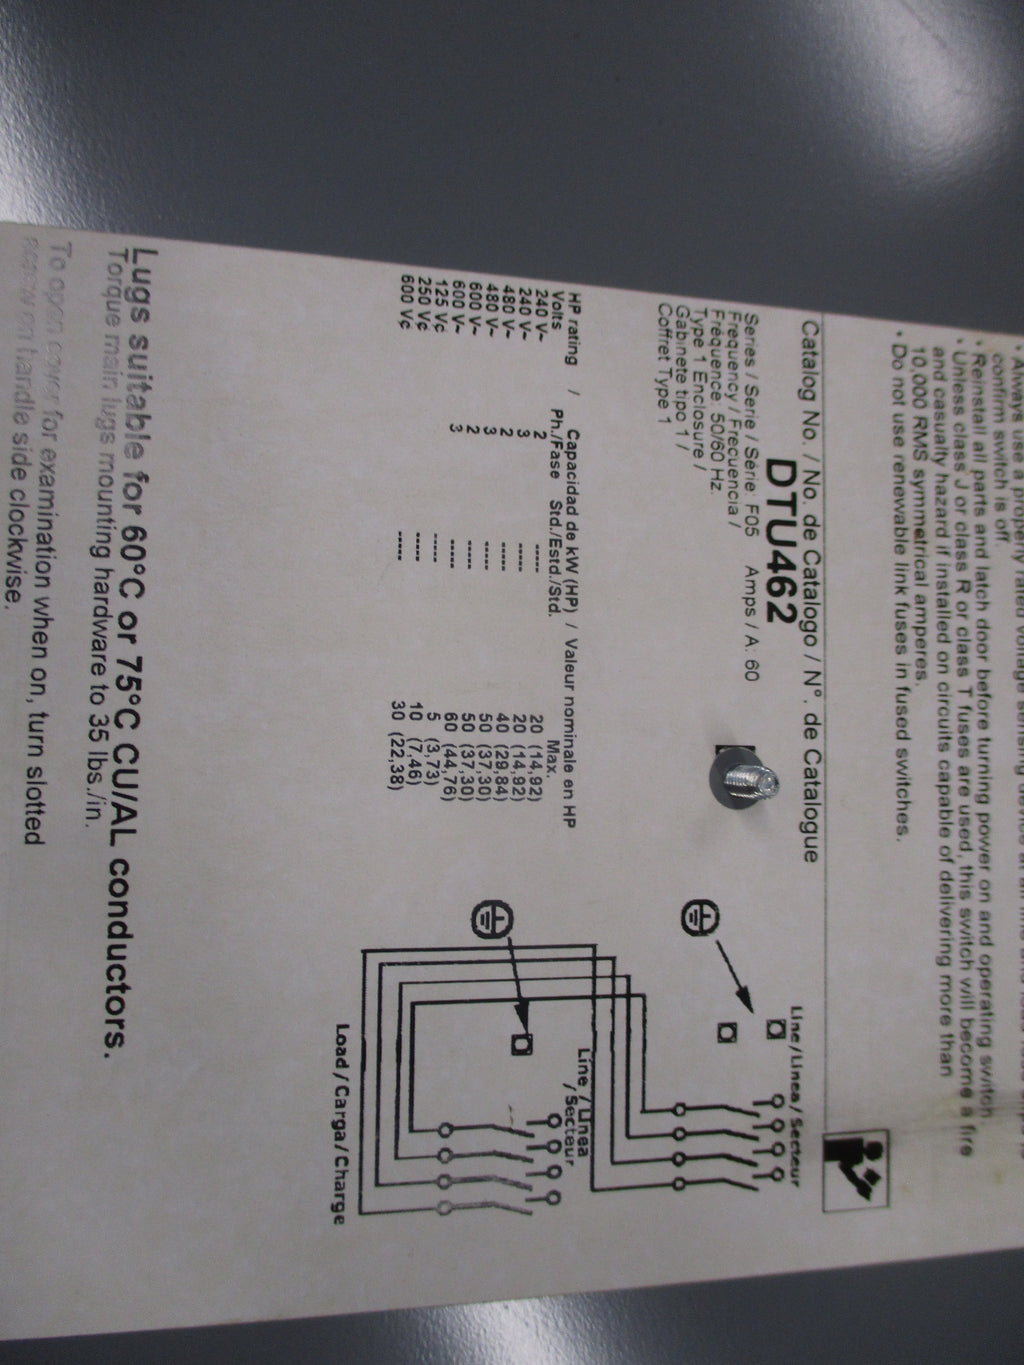 • Always use a properly rated voltage sensing device at all line and
confirm switch is off.
• Reinstall all parts and latch door before turning power on and operating switch.
• Unless class J or class R or class T fuses are used, this switch will become a fire
and casualty hazard if installed on circuits capable of delivering more than
10,000 RMS symmetrical amperes.
• Do not use renewable link fuses in fused switches.
Catalog No. / No. de Catalogo / N°. de Catalogue
DTU462
Series / Serie / Série: F05 Amps / A: 60
Frequency / Frecuencia /
Fréquence: 50/60 Hz.
Type 1 Enclosure /
Gabinete tipo 1 /
Coffret Type 1
HP rating / Capacidad de kW (HP) / Valeur nominale en HP
Volts Ph./Fase Std./Estd./Std. Max.
240 V~ 2 ----- 20 (14,92)
240 V~ 3 ----- 20 (14,92)
480 V~ 2 ----- 40 (29,84)
480 V~ 3 ----- 50 (37,30)
600 V~ 2 ----- 50 (37,30)
600 V~ 3 ----- 60 (44,76)
125 V⎓ ----- 5 (3,73)
250 V⎓ ----- 10 (7,46)
600 V⎓ ----- 30 (22,38)
Line / Linea / Secteur
Line / Linea
/ Secteur
Load / Carga / Charge
Lugs suitable for 60°C or 75°C CU/AL conductors.
Torque main lugs mounting hardware to 35 lbs./in.
To open cover for examination when on, turn slotted
screw on handle side clockwise.